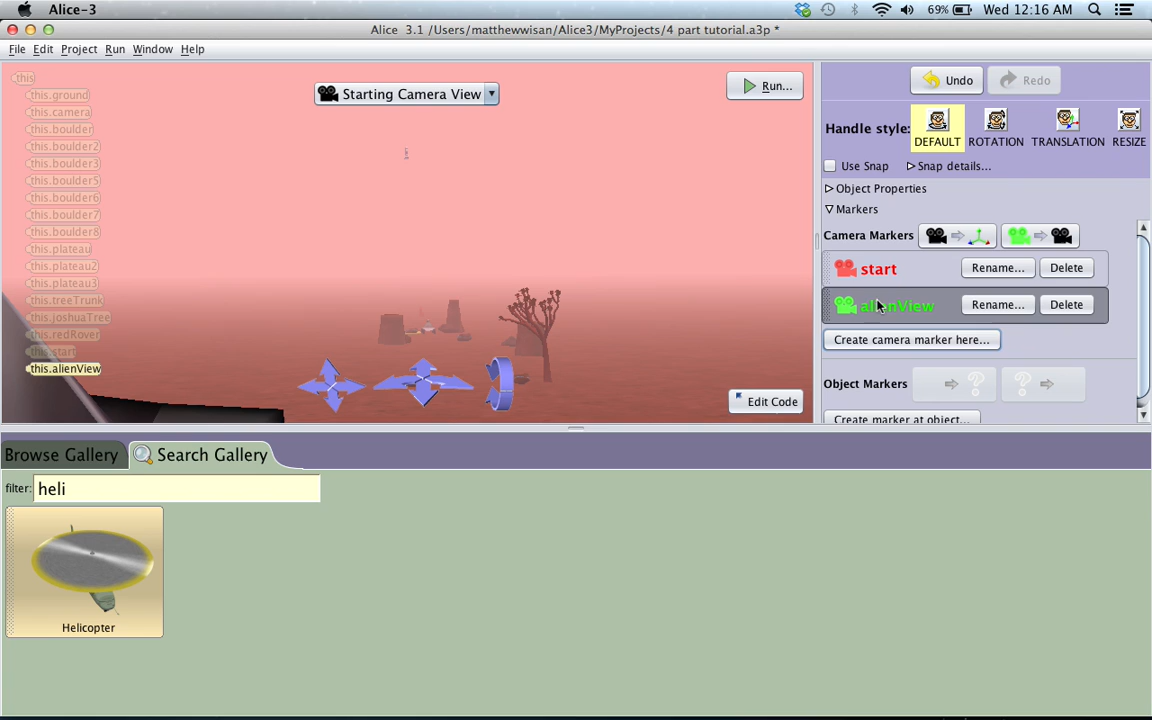 Alice-3
69%
Wed 12:16 AM
Alice 3.1 /Users/matthewwisan/Alice3/MyProjects/4 part tutorial.a3p *
File Edit Project Run Window Help
this
this.ground
this.camera
this.boulder
this.boulder2
this.boulder3
this.boulder5
this.boulder6
this.boulder7
this.boulder8
this.plateau
this.plateau2
this.plateau3
this.treeTrunk
this.joshuaTree
this.redRover
this.start
this.alienView
Starting Camera View
Run...
Edit Code
Undo
Redo
Handle style:
DEFAULT
ROTATION
TRANSLATION
RESIZE
Use Snap
Snap details...
Object Properties
Markers
Camera Markers
start
Rename...
Delete
alienView
Rename...
Delete
Create camera marker here...
Object Markers
Create marker at object...
Browse Gallery
Search Gallery
filter:
heli
Helicopter